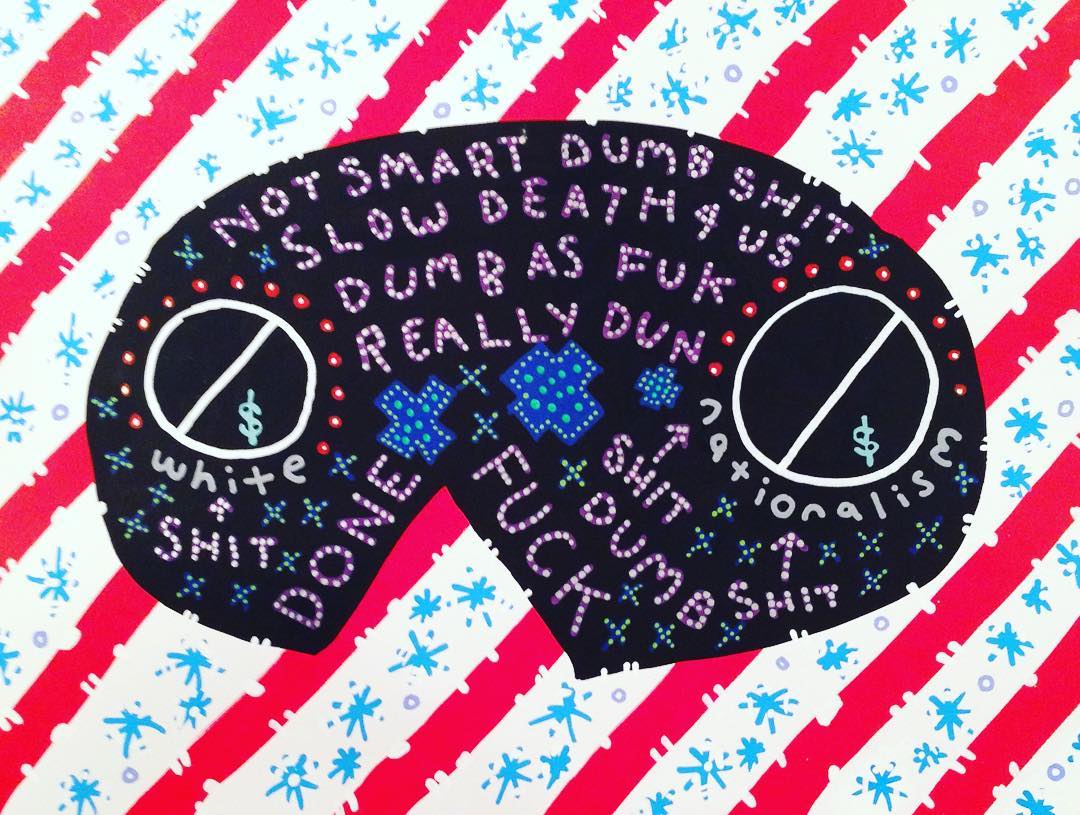 NOT SMART DUMB SHIT
SLOW DEATH 4 US
DUMB AS FUK
REALLY DUN
$
white
SHIT
DONE
FUCK
SHIT
DUMB
$
nationalism
SHIT